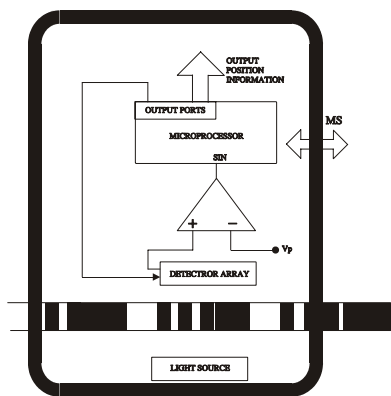 OUTPUT
POSITION
INFORMATION
OUTPUT PORTS
MICROPROCESSOR
SIN
MS
+ −
Vp
DETECTROR ARRAY
LIGHT SOURCE